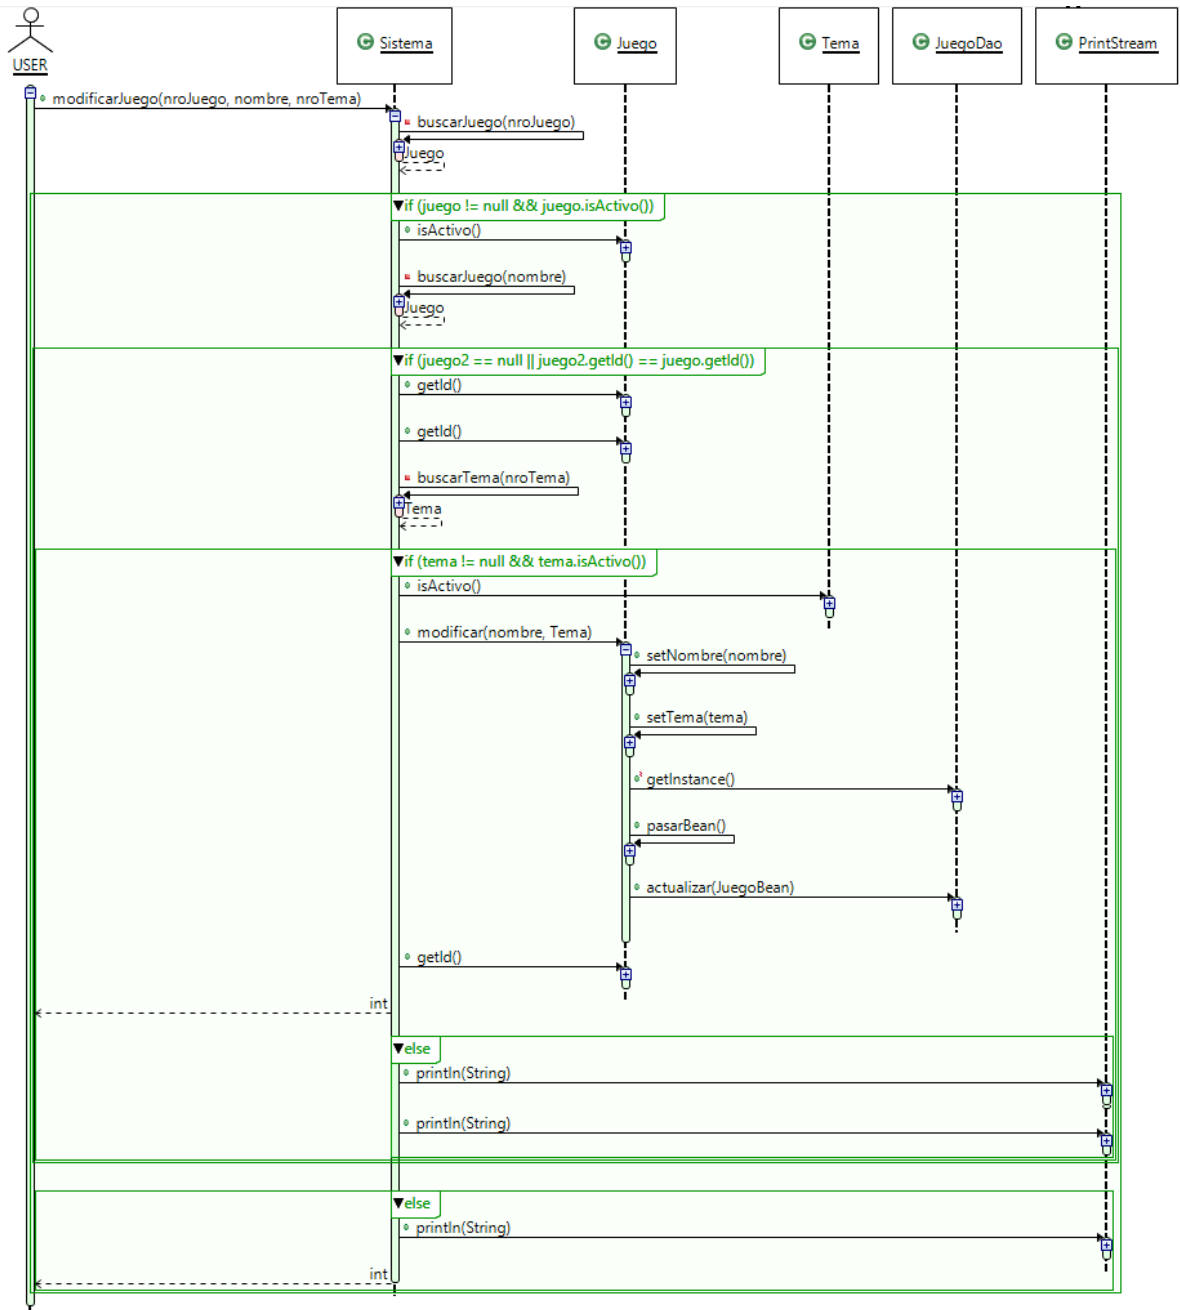 USER
C Sistema
C Juego
C Tema
C JuegoDao
C PrintStream
modificarJuego(nroJuego, nombre, nroTema)
buscarJuego(nroJuego)
Juego
if (juego != null && juego.isActivo())
isActivo()
buscarJuego(nombre)
Juego
if (juego2 == null || juego2.getId() == juego.getId())
getId()
getId()
buscarTema(nroTema)
Tema
if (tema != null && tema.isActivo())
isActivo()
modificar(nombre, Tema)
setNombre(nombre)
setTema(tema)
getInstance()
pasarBean()
actualizar(JuegoBean)
getId()
int
else
println(String)
println(String)
else
println(String)
int